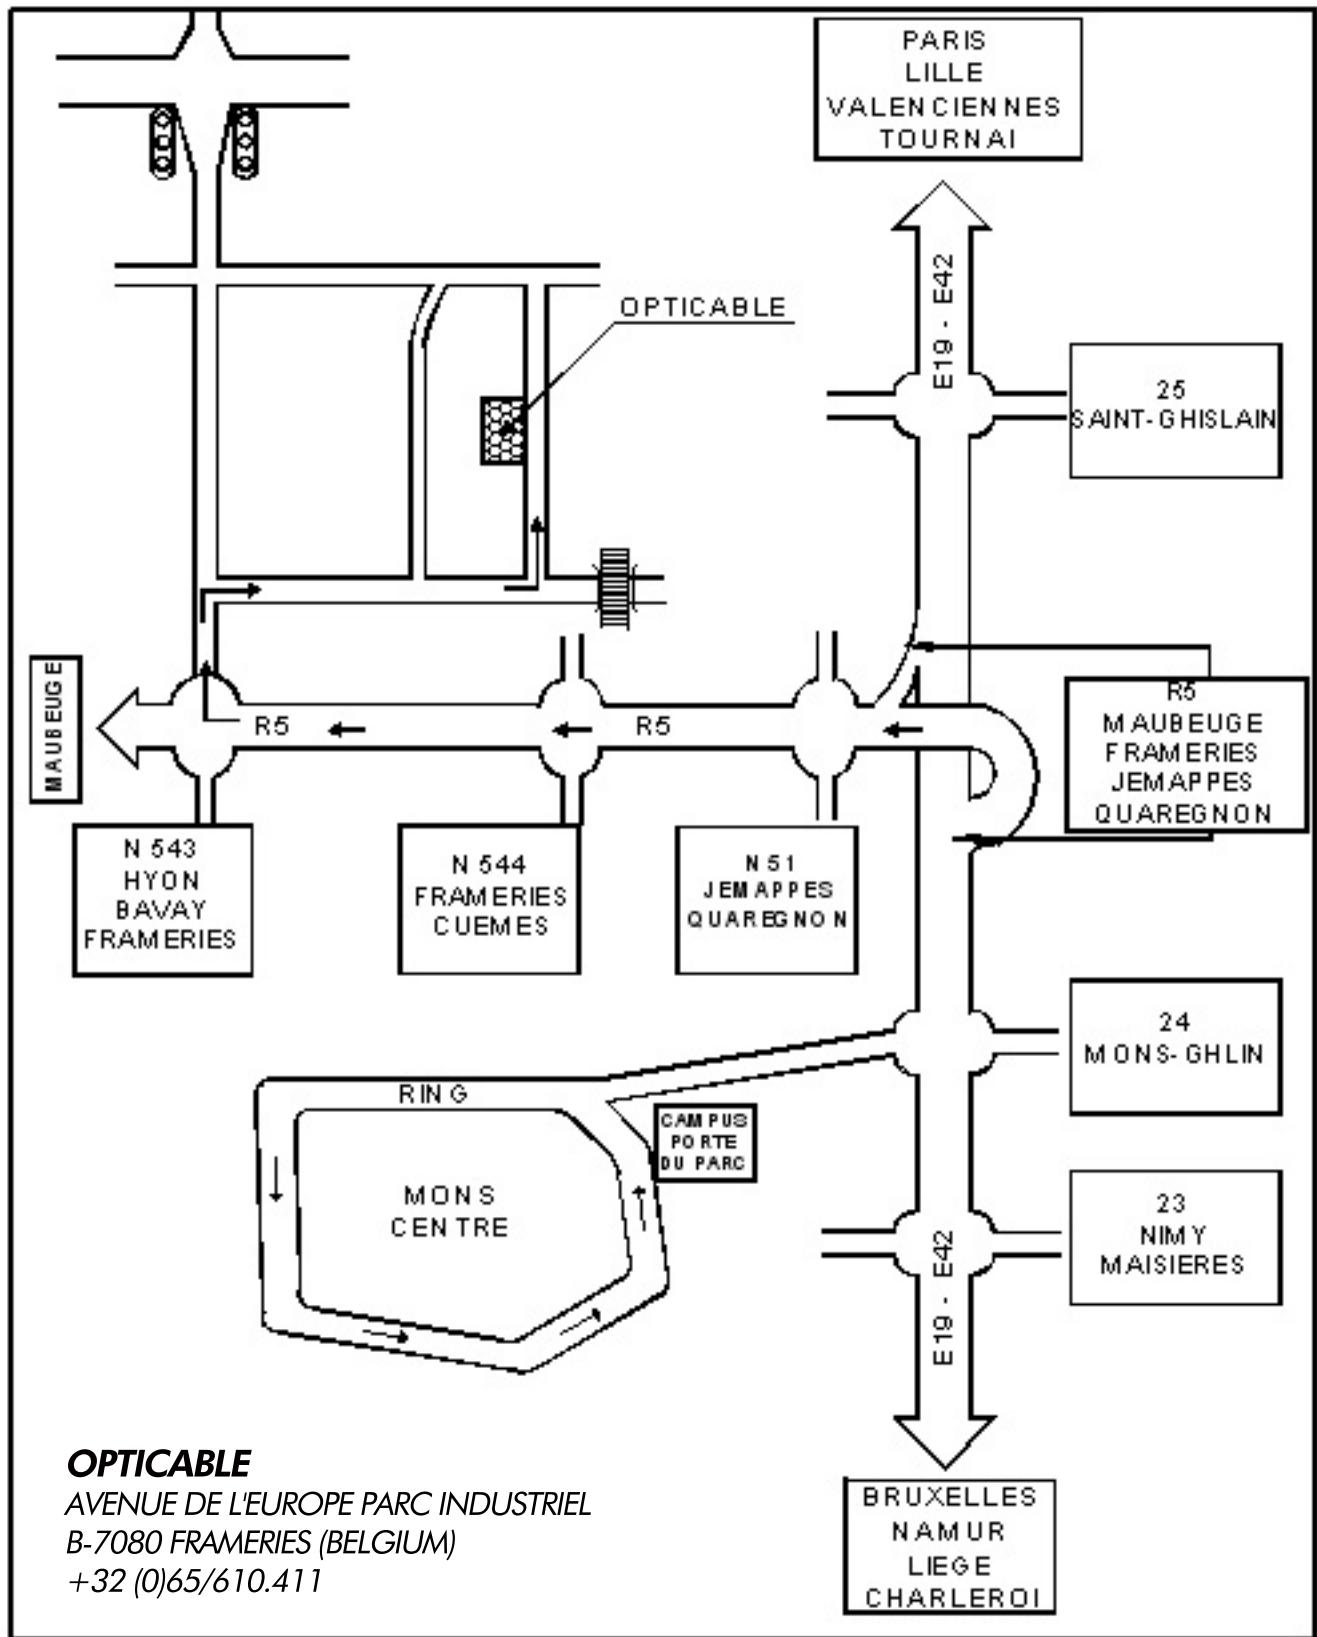 PARIS
LILLE
VALENCIENNES
TOURNAI
E19 - E42
OPTICABLE
25
SAINT-GHISLAIN
MAUBEUGE
R5
R5
R5
MAUBEUGE
FRAMERIES
JEMAPPES
QUAREGNON
N 543
HYON
BAVAY
FRAMERIES
N 544
FRAMERIES
CUEMES
N 51
JEMAPPES
QUAREGNON
24
MONS-GHLIN
RING
CAMPUS
PORTE
DU PARC
MONS
CENTRE
23
NIMY
MAISIERES
E19 - E42
OPTICABLE
AVENUE DE L'EUROPE PARC INDUSTRIEL
B-7080 FRAMERIES (BELGIUM)
+32 (0)65/610.411
BRUXELLES
NAMUR
LIEGE
CHARLEROI